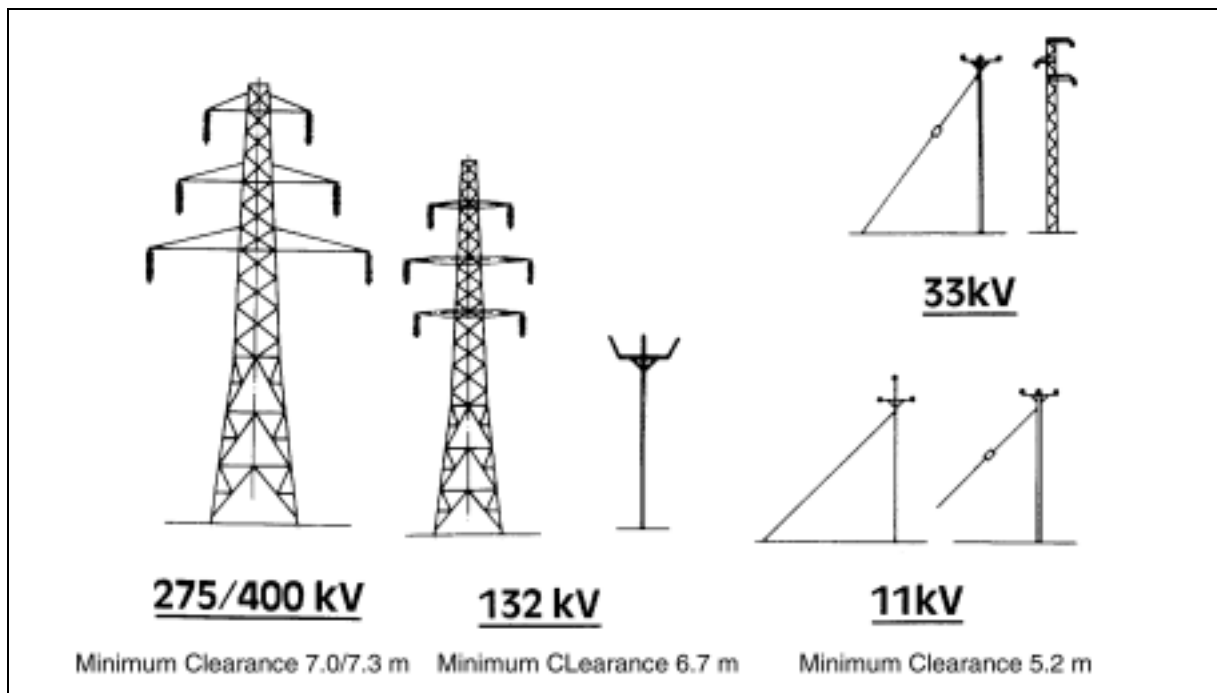 33kV
275/400 kV
132 kV
11kV
Minimum Clearance 7.0/7.3 m
Minimum CLearance 6.7 m
Minimum Clearance 5.2 m